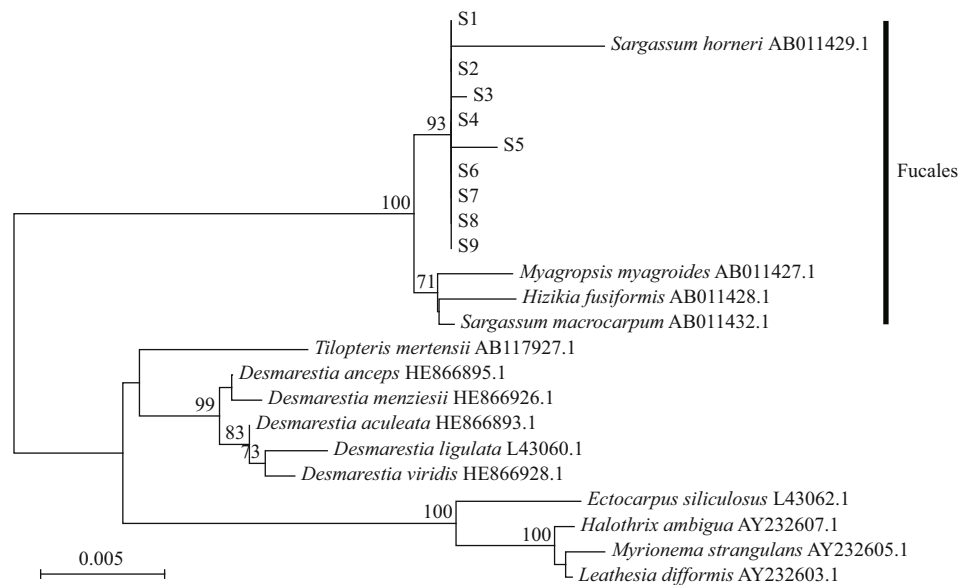 S1
Sargassum horneri AB011429.1
S2
S3
S4
93
S5
S6
Fucales
S7
100
S8
S9
Myagropsis myagroides AB011427.1
71
Hizikia fusiformis AB011428.1
Sargassum macrocarpum AB011432.1
Tilopteris mertensii AB117927.1
Desmarestia anceps HE866895.1
99
Desmarestia menziesii HE866926.1
Desmarestia aculeata HE866893.1
83
73
Desmarestia ligulata L43060.1
Desmarestia viridis HE866928.1
Ectocarpus siliculosus L43062.1
100
Halothrix ambigua AY232607.1
100
Myrionema strangulans AY232605.1
0.005
Leathesia difformis AY232603.1